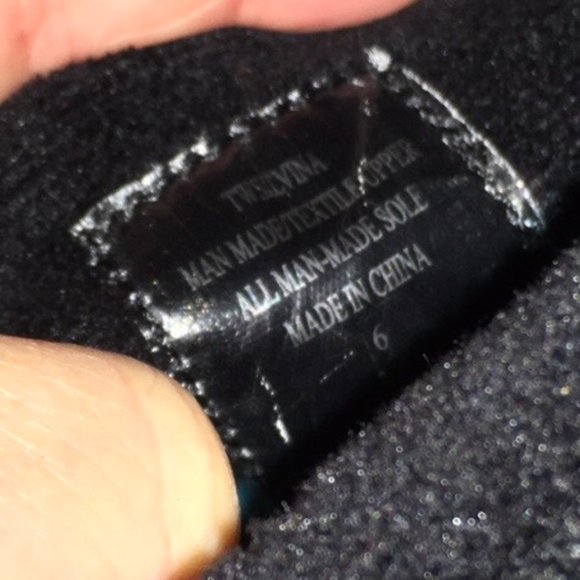 TWELVINA
MAN MADE/TEXTILE UPPER
ALL MAN-MADE SOLE
MADE IN CHINA
6